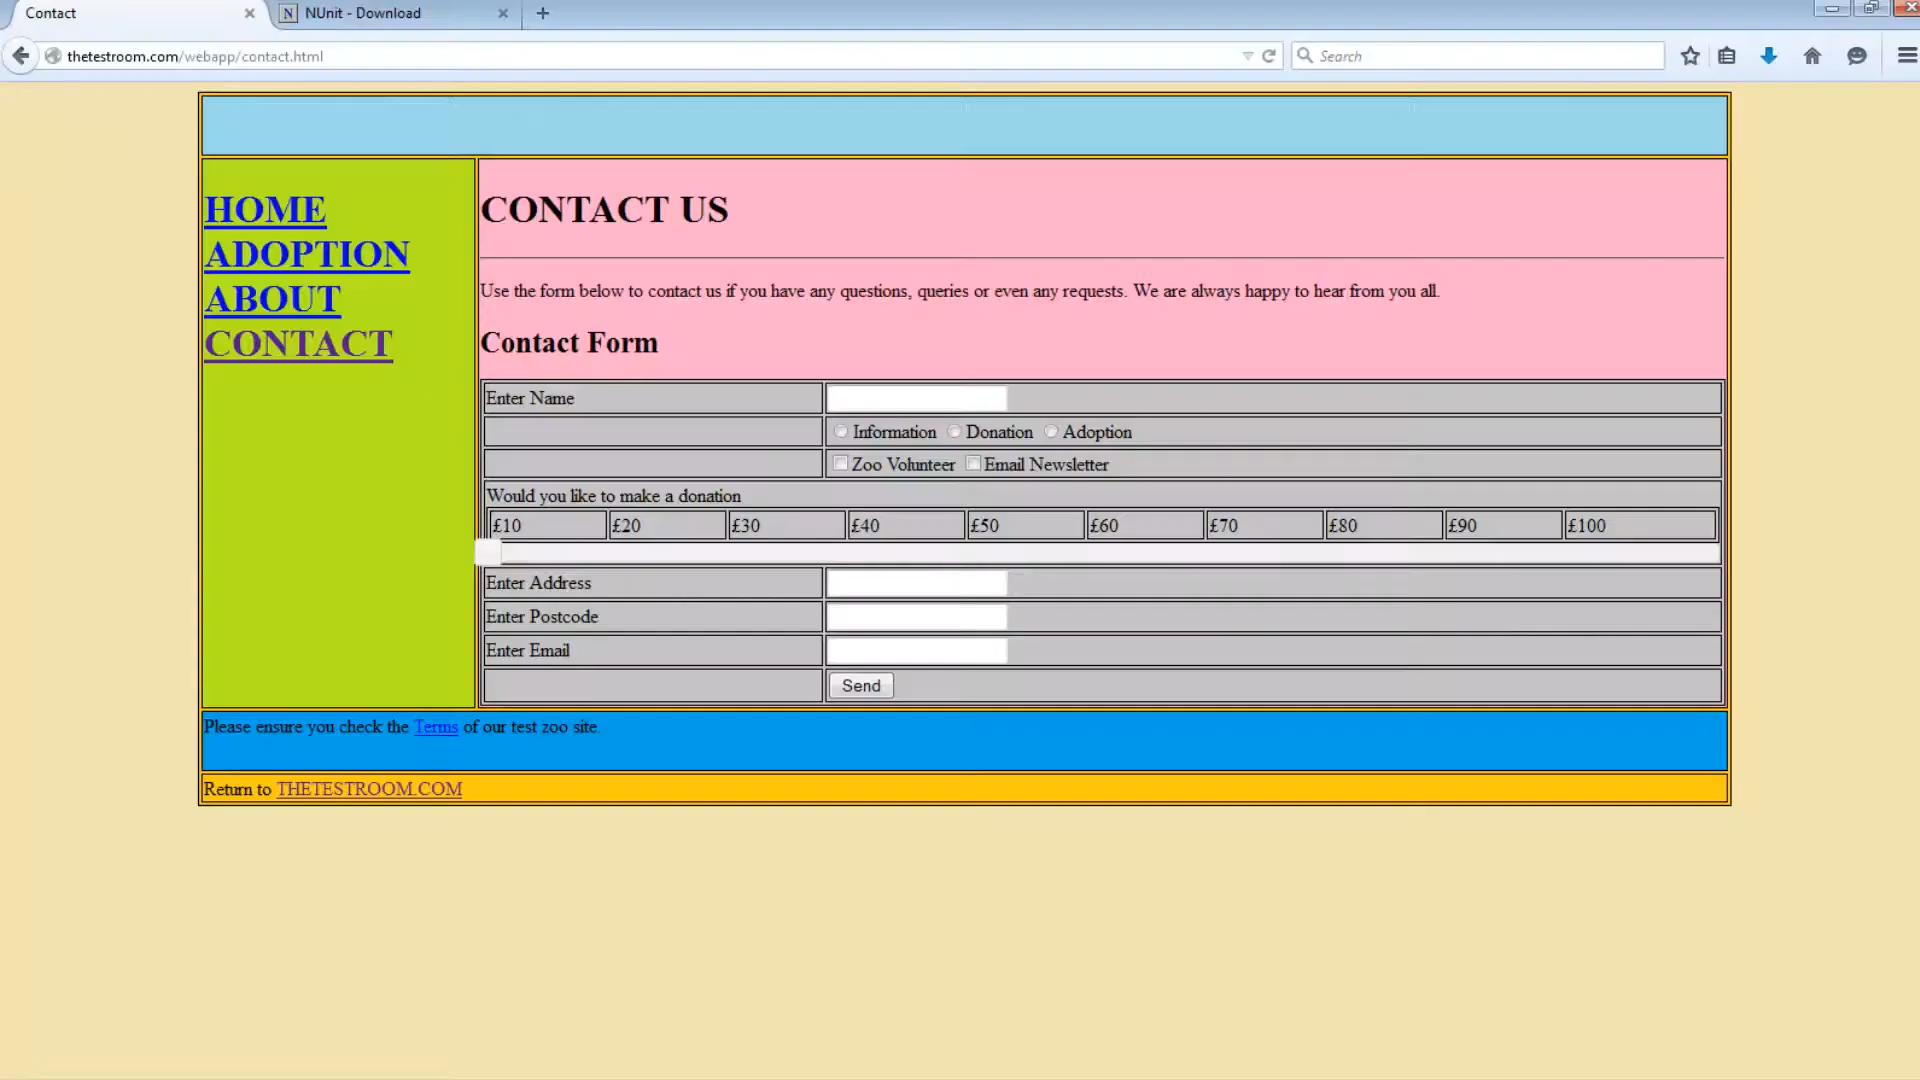 Contact
NUnit - Download
thetestroom.com/webapp/contact.html
Search
HOME
ADOPTION
ABOUT
CONTACT
CONTACT US
Use the form below to contact us if you have any questions, queries or even any requests. We are always happy to hear from you all.
Contact Form
Enter Name
Information Donation Adoption
Zoo Volunteer Email Newsletter
Would you like to make a donation
£10 £20 £30 £40 £50 £60 £70 £80 £90 £100
Enter Address
Enter Postcode
Enter Email
Send
Please ensure you check the Terms of our test zoo site.
Return to THETESTROOM.COM